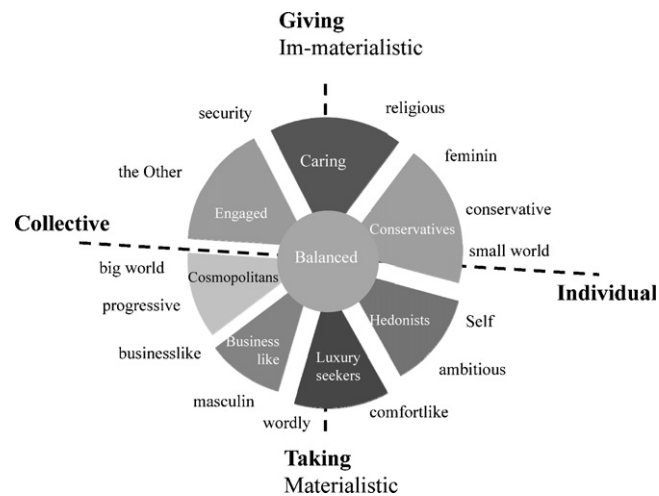 Giving
Im-materialistic
security
religious
Caring
feminin
the Other
Engaged
conservative
Conservatives
Collective
small world
Balanced
big world
Cosmopolitans
Individual
progressive
Hedonists
Self
businesslike
Business
like
Luxury
seekers
ambitious
masculin
comfortlike
wordly
Taking
Materialistic